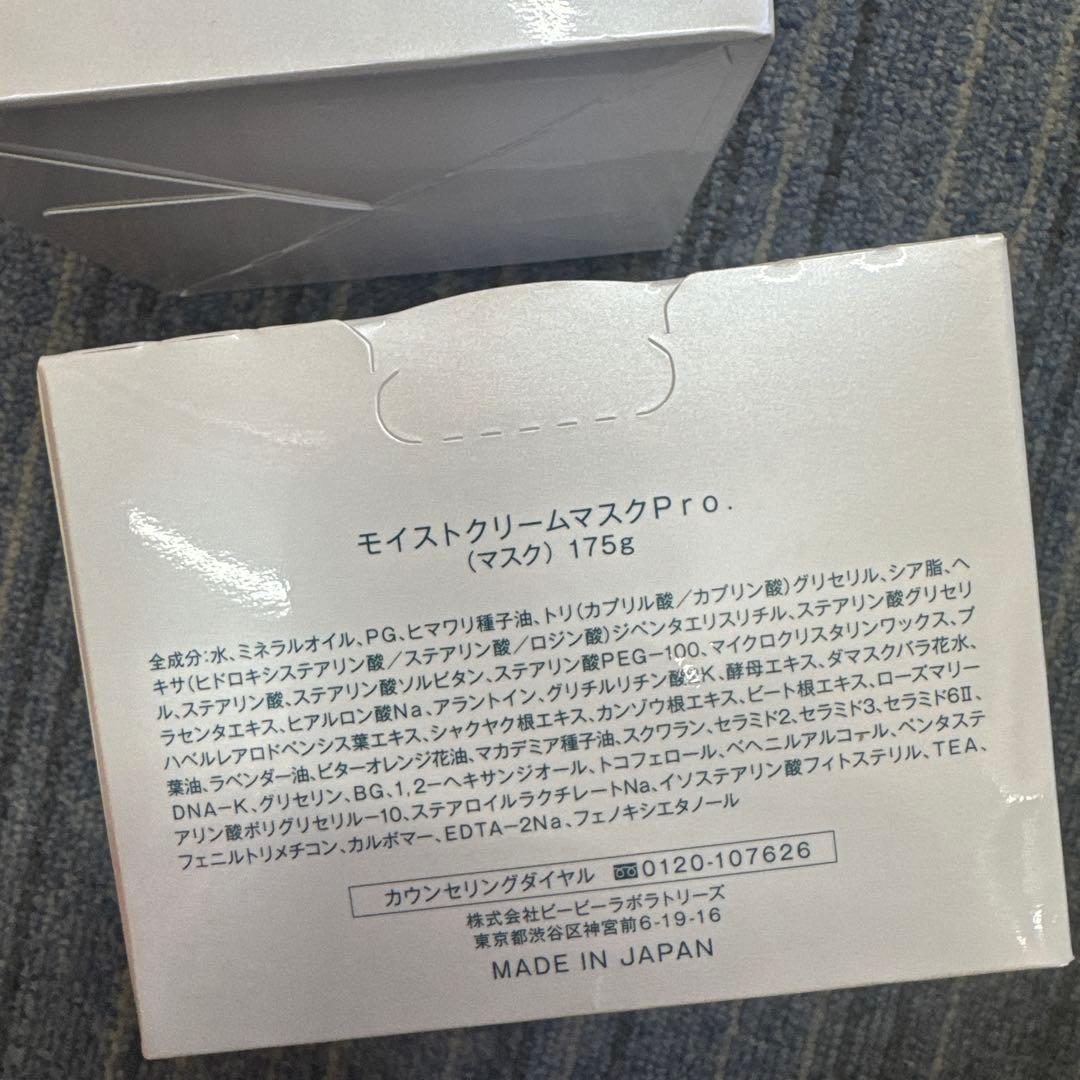 モイストクリームマスクPro.
(マスク) 175g
全成分:水、ミネラルオイル、PG、ヒマワリ種子油、トリ(カプリル酸/カプリン酸)グリセリル、シア脂、ヘ
キサ(ヒドロキシステアリン酸/ステアリン酸/ロジン酸)ジペンタエリスリチル、ステアリン酸グリセリ
ル、ステアリン酸、ステアリン酸ソルビタン、ステアリン酸PEG-100、マイクロクリスタリンワックス、プ
ラセンタエキス、ヒアルロン酸Na、アラントイン、グリチルリチン酸2K、酵母エキス、ダマスクバラ花水、
ハベルレアロドペンシス葉エキス、シャクヤク根エキス、カンゾウ根エキス、ビート根エキス、ローズマリー
葉油、ラベンダー油、ビターオレンジ花油、マカデミア種子油、スクワラン、セラミド2、セラミド3、セラミド6Ⅱ、
DNA-K、グリセリン、BG、1,2-ヘキサンジオール、トコフェロール、ベヘニルアルコール、ペンタステ
アリン酸ポリグリセリル-10、ステアロイルラクチレートNa、イソステアリン酸フィトステリル、TEA、
フェニルトリメチコン、カルボマー、EDTA-2Na、フェノキシエタノール
カウンセリングダイヤル 0120-107626
株式会社ビービーラボラトリーズ
東京都渋谷区神宮前6-19-16
MADE IN JAPAN